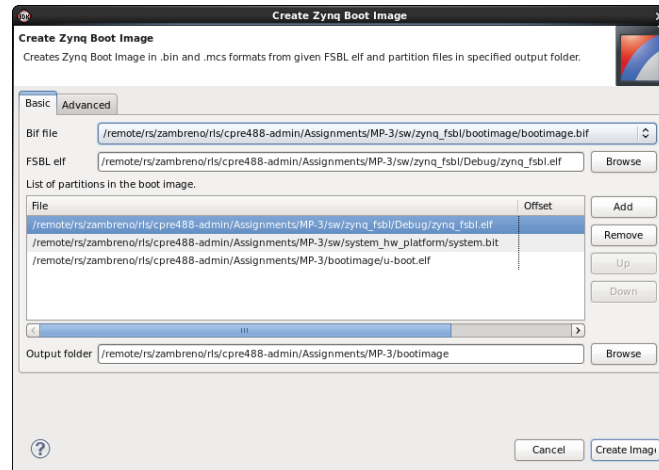 Create Zynq Boot Image
Create Zynq Boot Image
Creates Zynq Boot Image in .bin and .mcs formats from given FSBL elf and partition files in specified output folder.
Basic Advanced
Bif file /remote/rs/zambreno/rls/cpre488-admin/Assignments/MP-3/sw/zynq_fsbl/bootimage/bootimage.bif
FSBL elf /remote/rs/zambreno/rls/cpre488-admin/Assignments/MP-3/sw/zynq_fsbl/Debug/zynq_fsbl.elf Browse
List of partitions in the boot image.
File Offset Add
/remote/rs/zambreno/rls/cpre488-admin/Assignments/MP-3/sw/zynq_fsbl/Debug/zynq_fsbl.elf
/remote/rs/zambreno/rls/cpre488-admin/Assignments/MP-3/sw/system_hw_platform/system.bit Remove
/remote/rs/zambreno/rls/cpre488-admin/Assignments/MP-3/bootimage/u-boot.elf Up
Down
Output folder /remote/rs/zambreno/rls/cpre488-admin/Assignments/MP-3/bootimage Browse
? Cancel Create Image